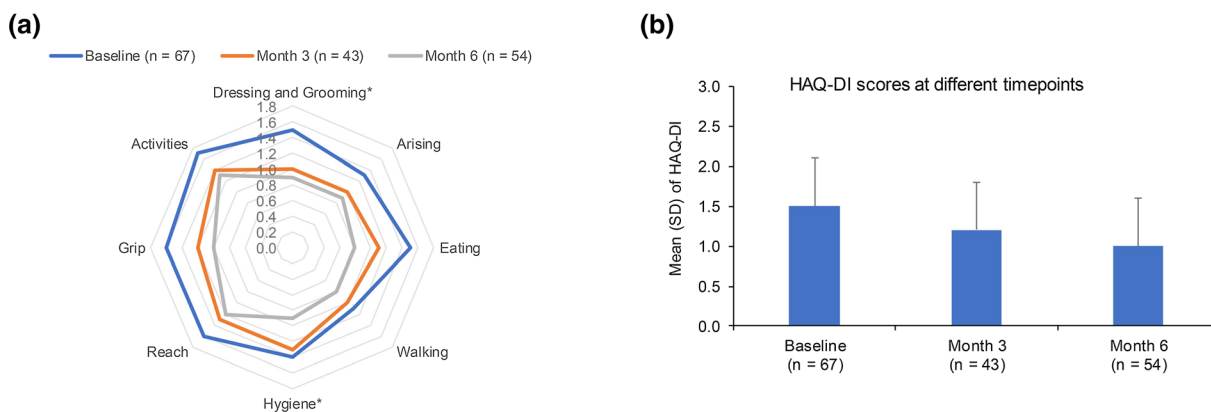 (a)
Baseline (n = 67) Month 3 (n = 43) Month 6 (n = 54)
Dressing and Grooming*
1.8
1.6
1.4
1.2
1.0
0.8
0.6
0.4
0.2
0.0
Arising
Eating
Walking
Hygiene*
Reach
Grip
Activities
(b)
HAQ-DI scores at different timepoints
Mean (SD) of HAQ-DI
3.0
2.5
2.0
1.5
1.0
0.5
0.0
Baseline Month 3 Month 6
(n = 67) (n = 43) (n = 54)